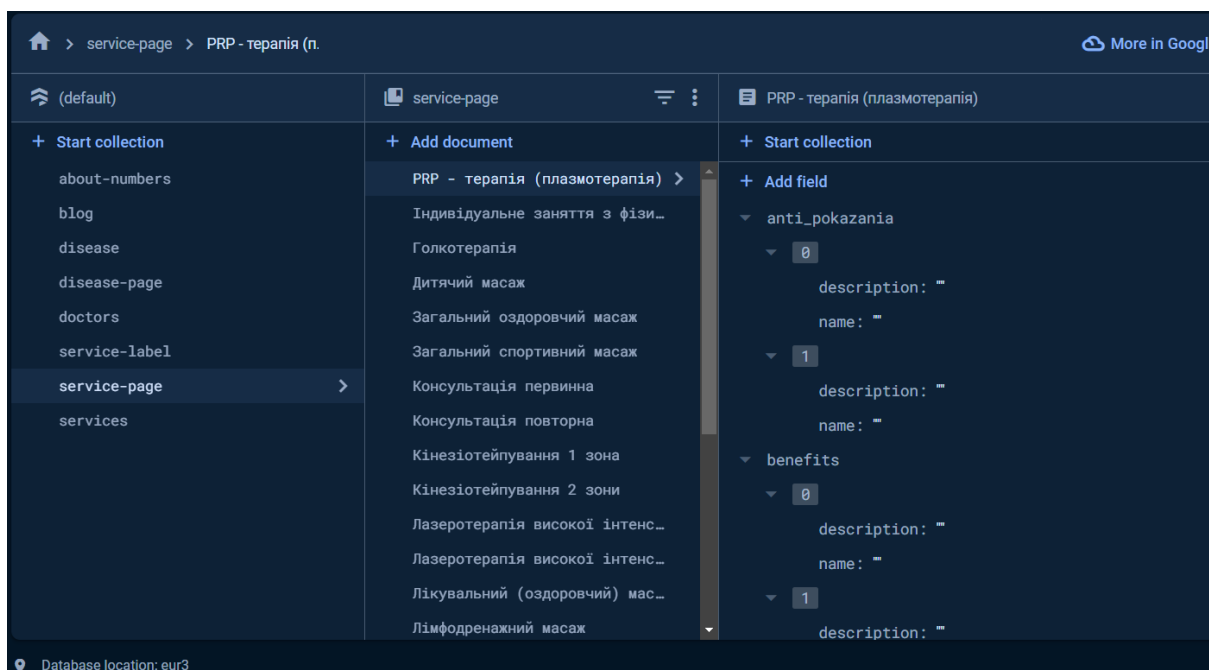 service-page
PRP - терапія (п.
More in Googl
(default)
service-page
PRP - терапія (плазмотерапія)
+ Start collection
+ Add document
+ Start collection
about-numbers
blog
disease
disease-page
doctors
service-label
service-page
services
PRP - терапія (плазмотерапія)
Індивідуальне заняття з фізи…
Голкотерапія
Дитячий масаж
Загальний оздоровчий масаж
Загальний спортивний масаж
Консультація первинна
Консультація повторна
Кінезіотейпування 1 зона
Кінезіотейпування 2 зони
Лазеротерапія високої інтенс…
Лазеротерапія високої інтенс…
Лікувальний (оздоровчий) мас…
Лімфодренажний масаж
+ Add field
anti_pokazania
0
description: ""
name: ""
1
description: ""
name: ""
benefits
0
description: ""
name: ""
1
description: ""
Database location: eur3